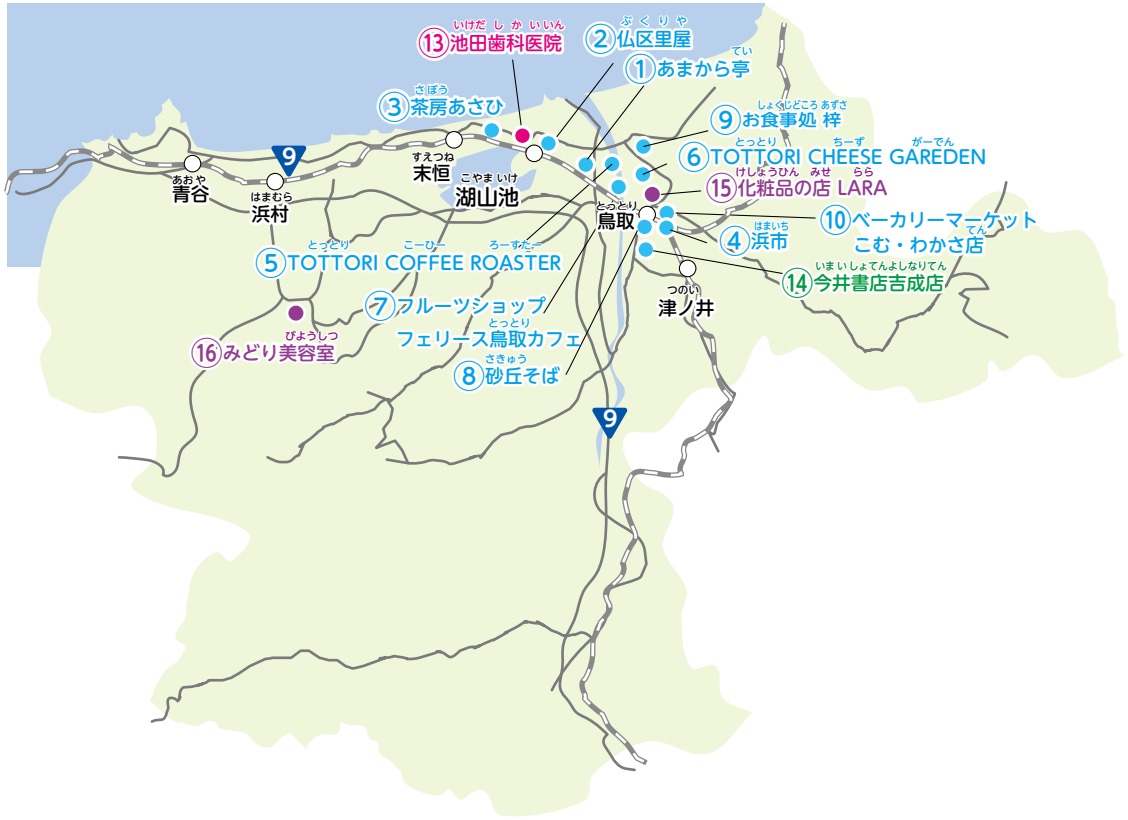 いけだ しか いいん
⑬池田歯科医院
ぶくりや
②仏区里屋
てい
①あまから亭
さぼう
③茶房あさひ
しょくじどころ あずさ
⑨お食事処 梓
とっとり ちーず がーでん
⑥TOTTORI CHEESE GAREDEN
けしょうひん みせ らら
⑮化粧品の店 LARA
9
すえつね
末恒
あおや
青谷
はまむら
浜村
こやま いけ
湖山池
とっとり
鳥取
⑩ベーカリーマーケット
てん
こむ・わかさ店
はまいち
④浜市
とっとり こーひー ろーすたー
⑤TOTTORI COFFEE ROASTER
いまいしょてんよしなりてん
⑭今井書店吉成店
つのい
津ノ井
⑦フルーツショップ
とっとり
フェリース鳥取カフェ
びようしつ
⑯みどり美容室
さきゅう
⑧砂丘そば
9